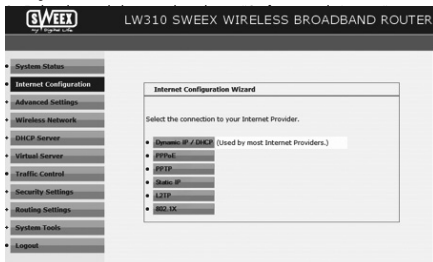 SWEEX
my Digital Life
LW310 SWEEX WIRELESS BROADBAND ROUTER
System Status
Internet Configuration
Advanced Settings
Wireless Network
DHCP Server
Virtual Server
Traffic Control
Security Settings
Routing Settings
System Tools
Logout
Internet Configuration Wizard
Select the connection to your Internet Provider.
Dynamic IP / DHCP (Used by most Internet Providers.)
PPPoE
PPTP
Static IP
L2TP
802.1X